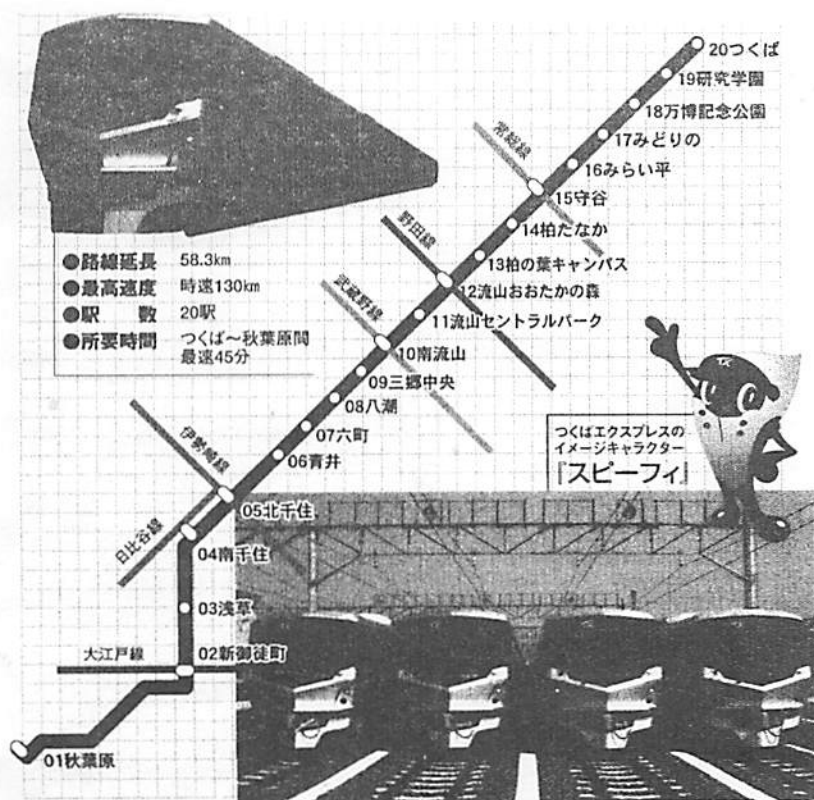 20つくば
19研究学園
18万博記念公園
17みどりの
16みらい平
常総線
15守谷
14柏たなか
13柏の葉キャンパス
野田線
12流山おおたかの森
11流山セントラルパーク
武蔵野線
10南流山
09三郷中央
08八潮
07六町
06青井
伊勢崎線
05北千住
日比谷線
04南千住
03浅草
大江戸線
02新御徒町
01秋葉原
●路線延長 58.3km
●最高速度 時速130km
●駅 数 20駅
●所要時間 つくば〜秋葉原間
最速45分
つくばエクスプレスの
イメージキャラクター
『スピーフィ』